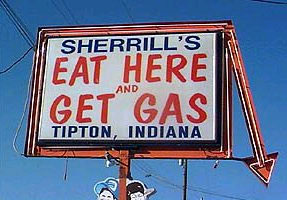 SHERRILL'S
EAT HERE
AND
GET GAS
TIPTON, INDIANA